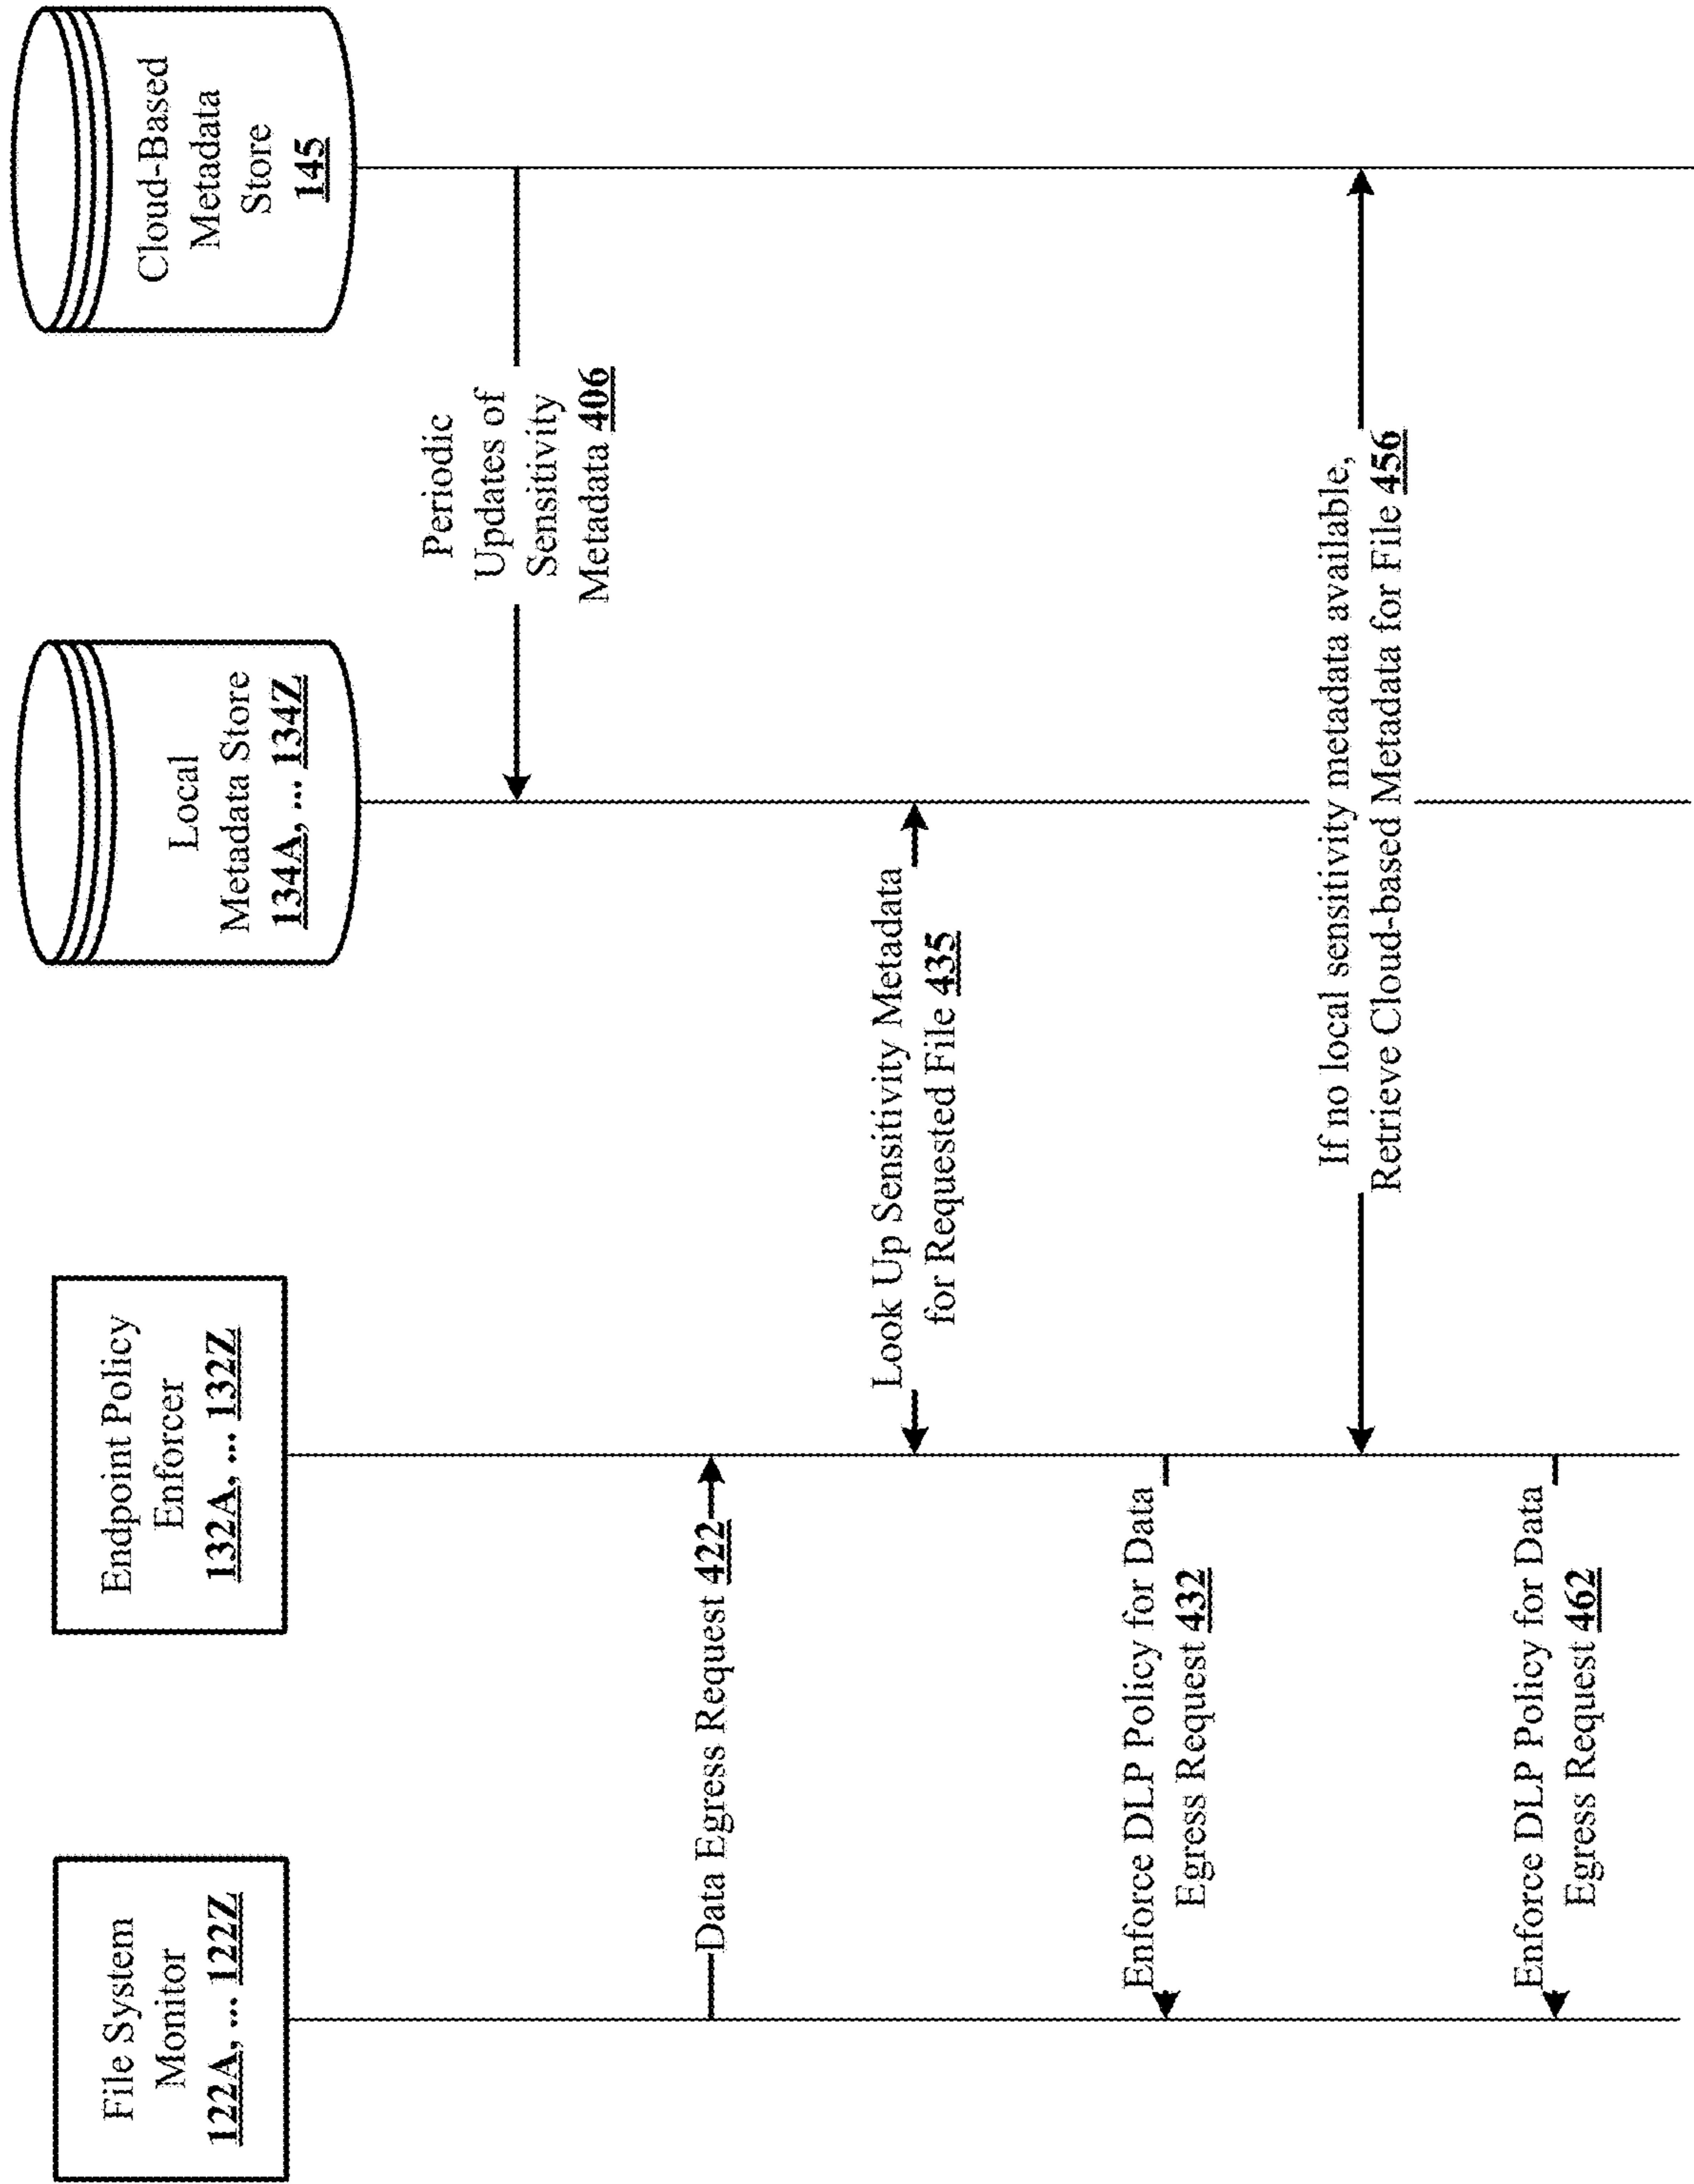 File System
Monitor
122A, ... 122Z
Endpoint Policy
Enforcer
132A, ... 132Z
Local
Metadata Store
134A, ... 134Z
Cloud-Based
Metadata
Store
145
Periodic
Updates of
Sensitivity
Metadata 406
Data Egress Request 422
Look Up Sensitivity Metadata
for Requested File 435
Enforce DLP Policy for Data
Egress Request 432
If no local sensitivity metadata available,
Retrieve Cloud-based Metadata for File 456
Enforce DLP Policy for Data
Egress Request 462